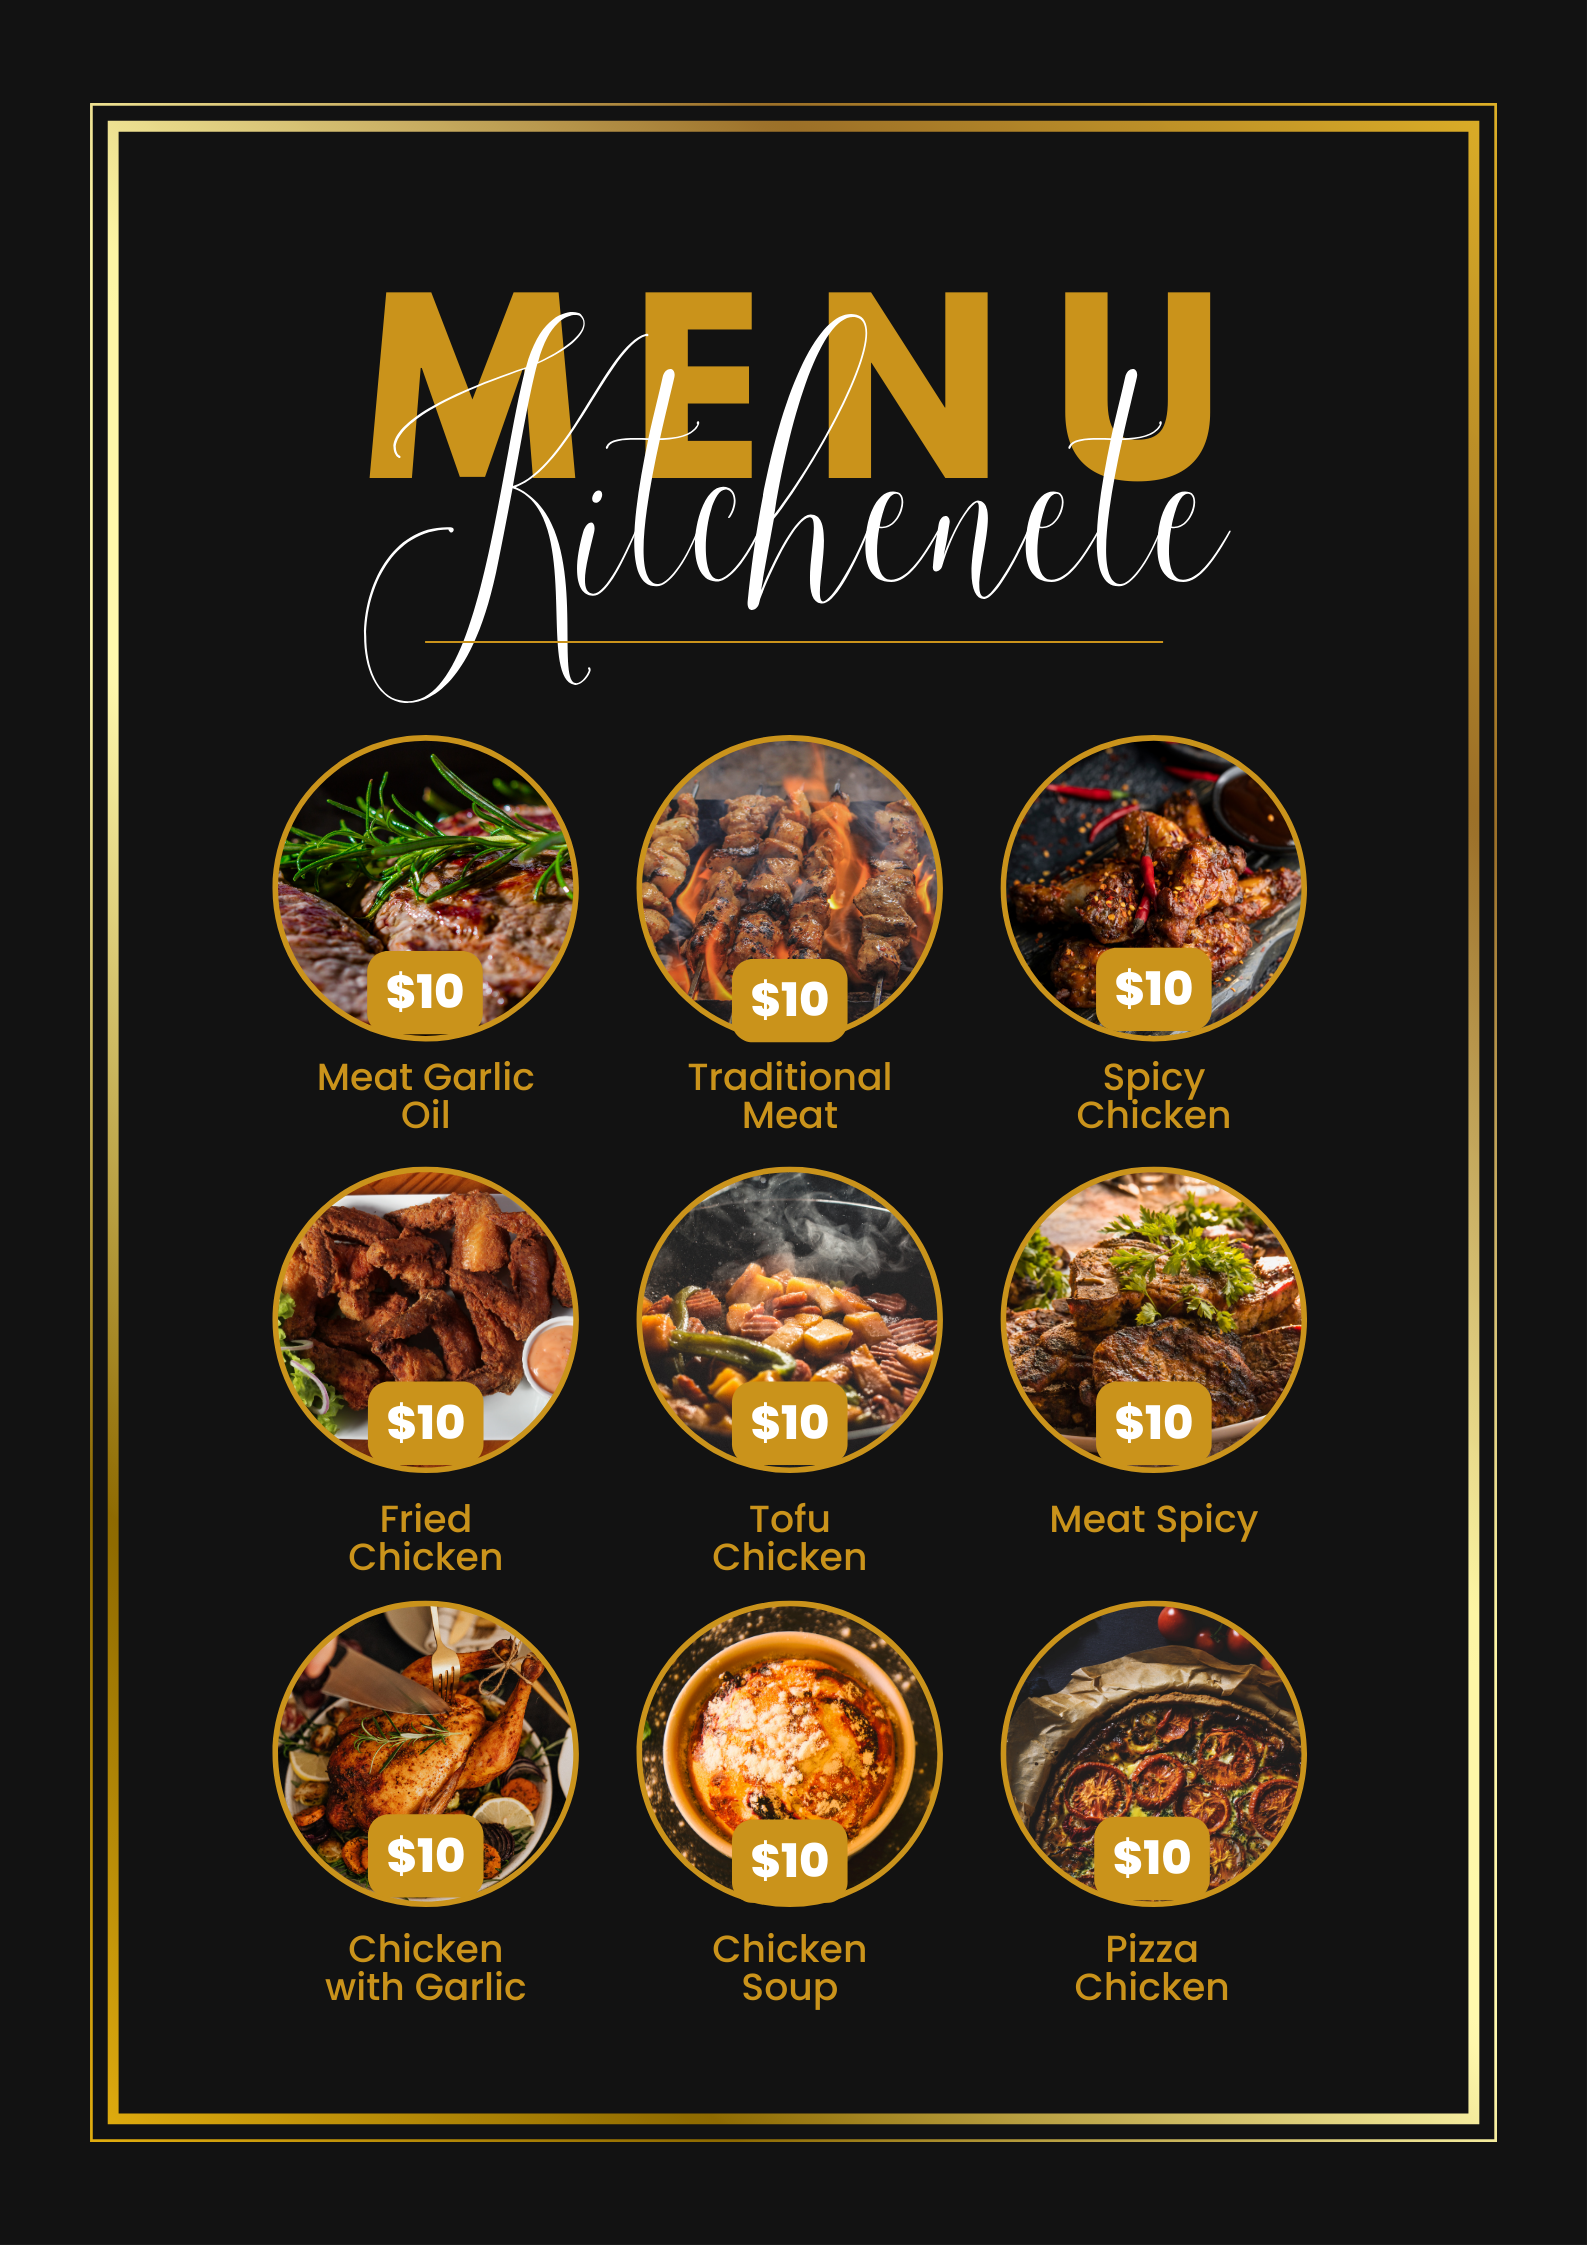 MENU
Kitchenete
$10
$10
$10
Meat Garlic
Oil
Traditional
Meat
Spicy
Chicken
$10
$10
$10
Fried
Chicken
Tofu
Chicken
Meat Spicy
$10
$10
$10
Chicken
with Garlic
Chicken
Soup
Pizza
Chicken